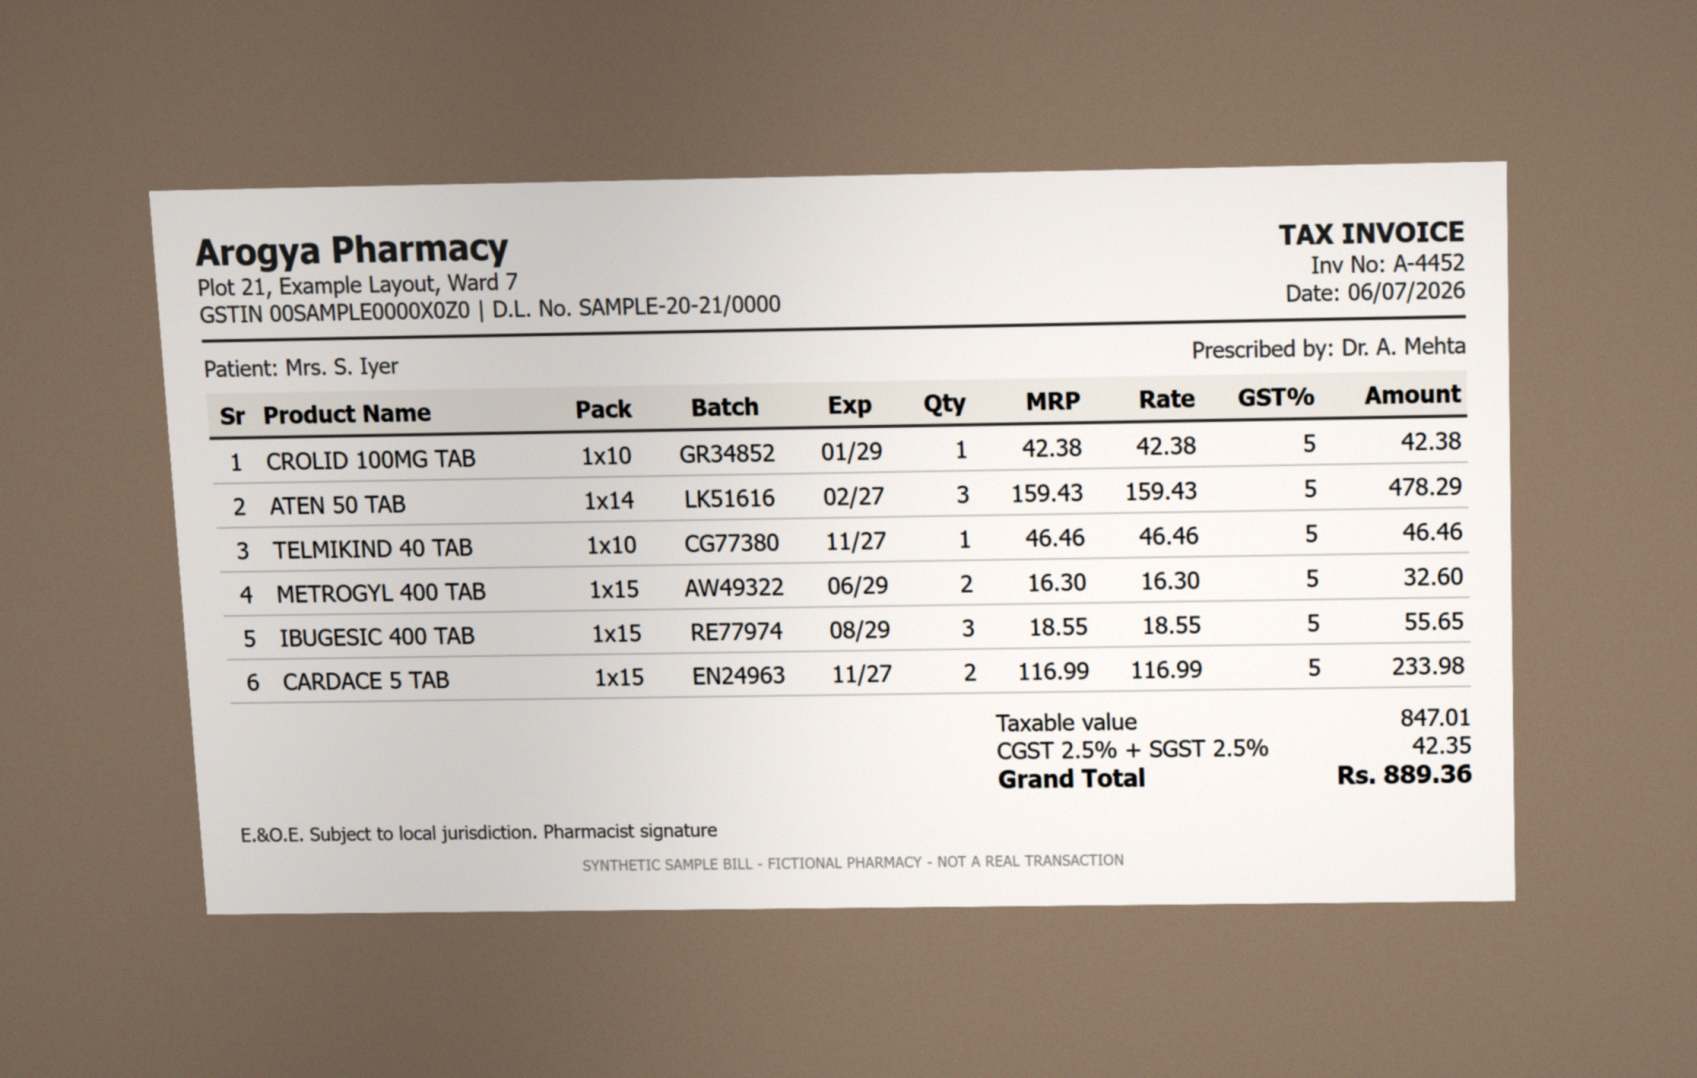 Arogya Pharmacy
Plot 21, Example Layout, Ward 7
GSTIN 00SAMPLE0000X0Z0 | D.L. No. SAMPLE-20-21/0000
TAX INVOICE
Inv No: A-4452
Date: 06/07/2026
Patient: Mrs. S. Iyer Prescribed by: Dr. A. Mehta
Sr Product Name Pack Batch Exp Qty MRP Rate GST% Amount
1 CROLID 100MG TAB 1x10 GR34852 01/29 1 42.38 42.38 5 42.38
2 ATEN 50 TAB 1x14 LK51616 02/27 3 159.43 159.43 5 478.29
3 TELMIKIND 40 TAB 1x10 CG77380 11/27 1 46.46 46.46 5 46.46
4 METROGYL 400 TAB 1x15 AW49322 06/29 2 16.30 16.30 5 32.60
5 IBUGESIC 400 TAB 1x15 RE77974 08/29 3 18.55 18.55 5 55.65
6 CARDACE 5 TAB 1x15 EN24963 11/27 2 116.99 116.99 5 233.98
Taxable value 847.01
CGST 2.5% + SGST 2.5% 42.35
Grand Total Rs. 889.36
E.&O.E. Subject to local jurisdiction. Pharmacist signature
SYNTHETIC SAMPLE BILL - FICTIONAL PHARMACY - NOT A REAL TRANSACTION